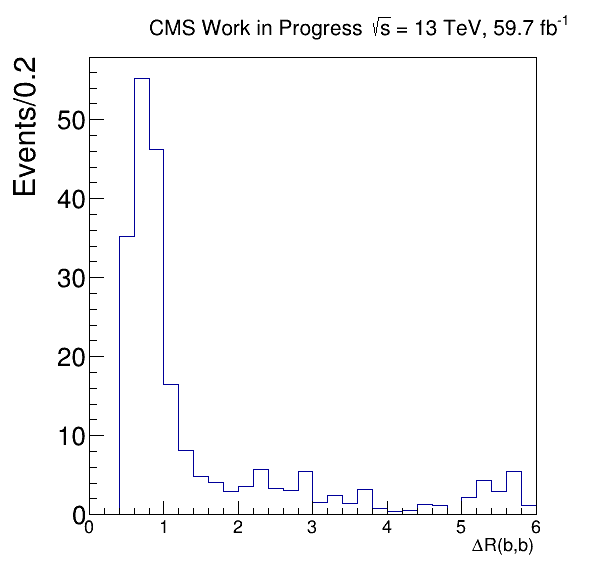 CMS Work in Progress √s = 13 TeV, 59.7 fb⁻¹
Events/0.2
50
40
30
20
10
0
0 1 2 3 4 5 6
ΔR(b,b)